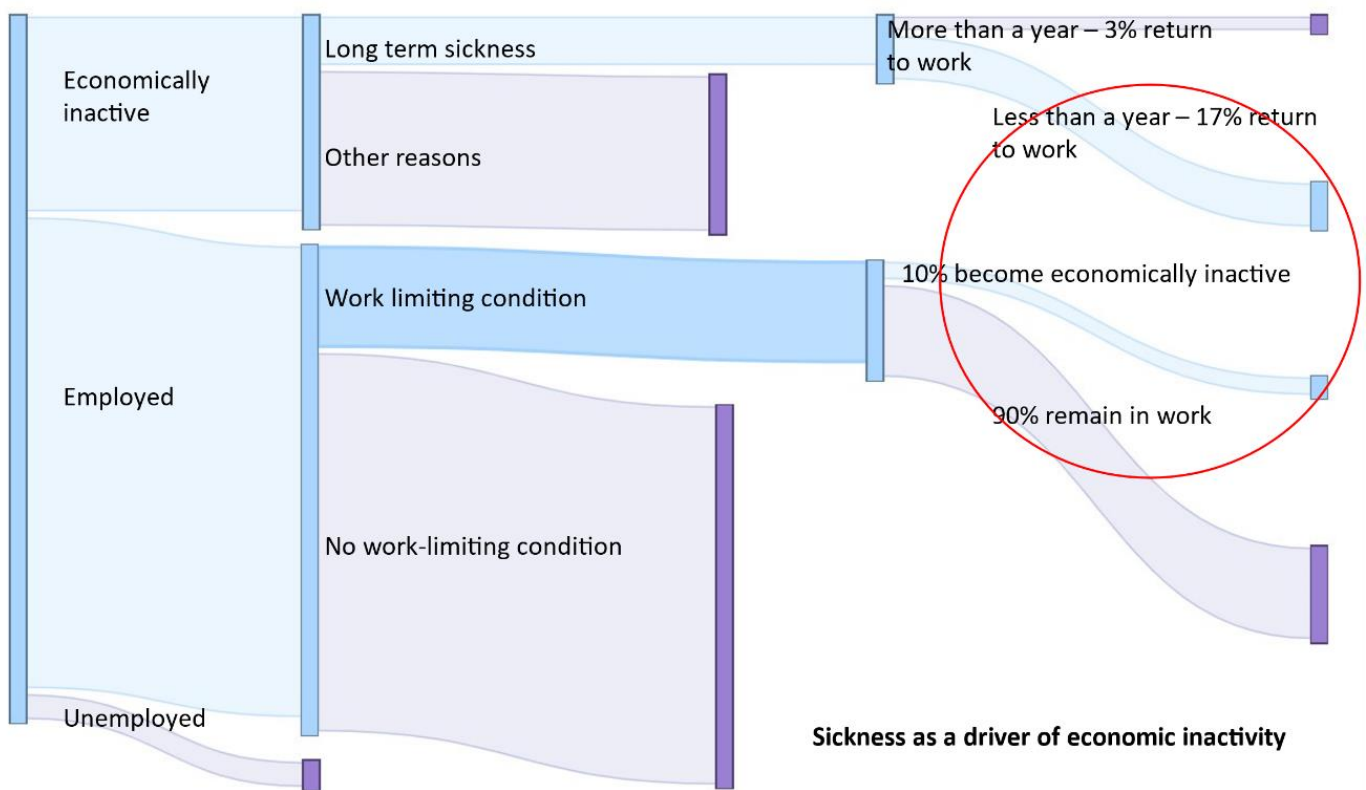 More than a year – 3% return
to work
Long term sickness
Economically
inactive
Less than a year – 17% return
to work
Other reasons
10% become economically inactive
Work limiting condition
Employed
90% remain in work
No work-limiting condition
Unemployed
Sickness as a driver of economic inactivity